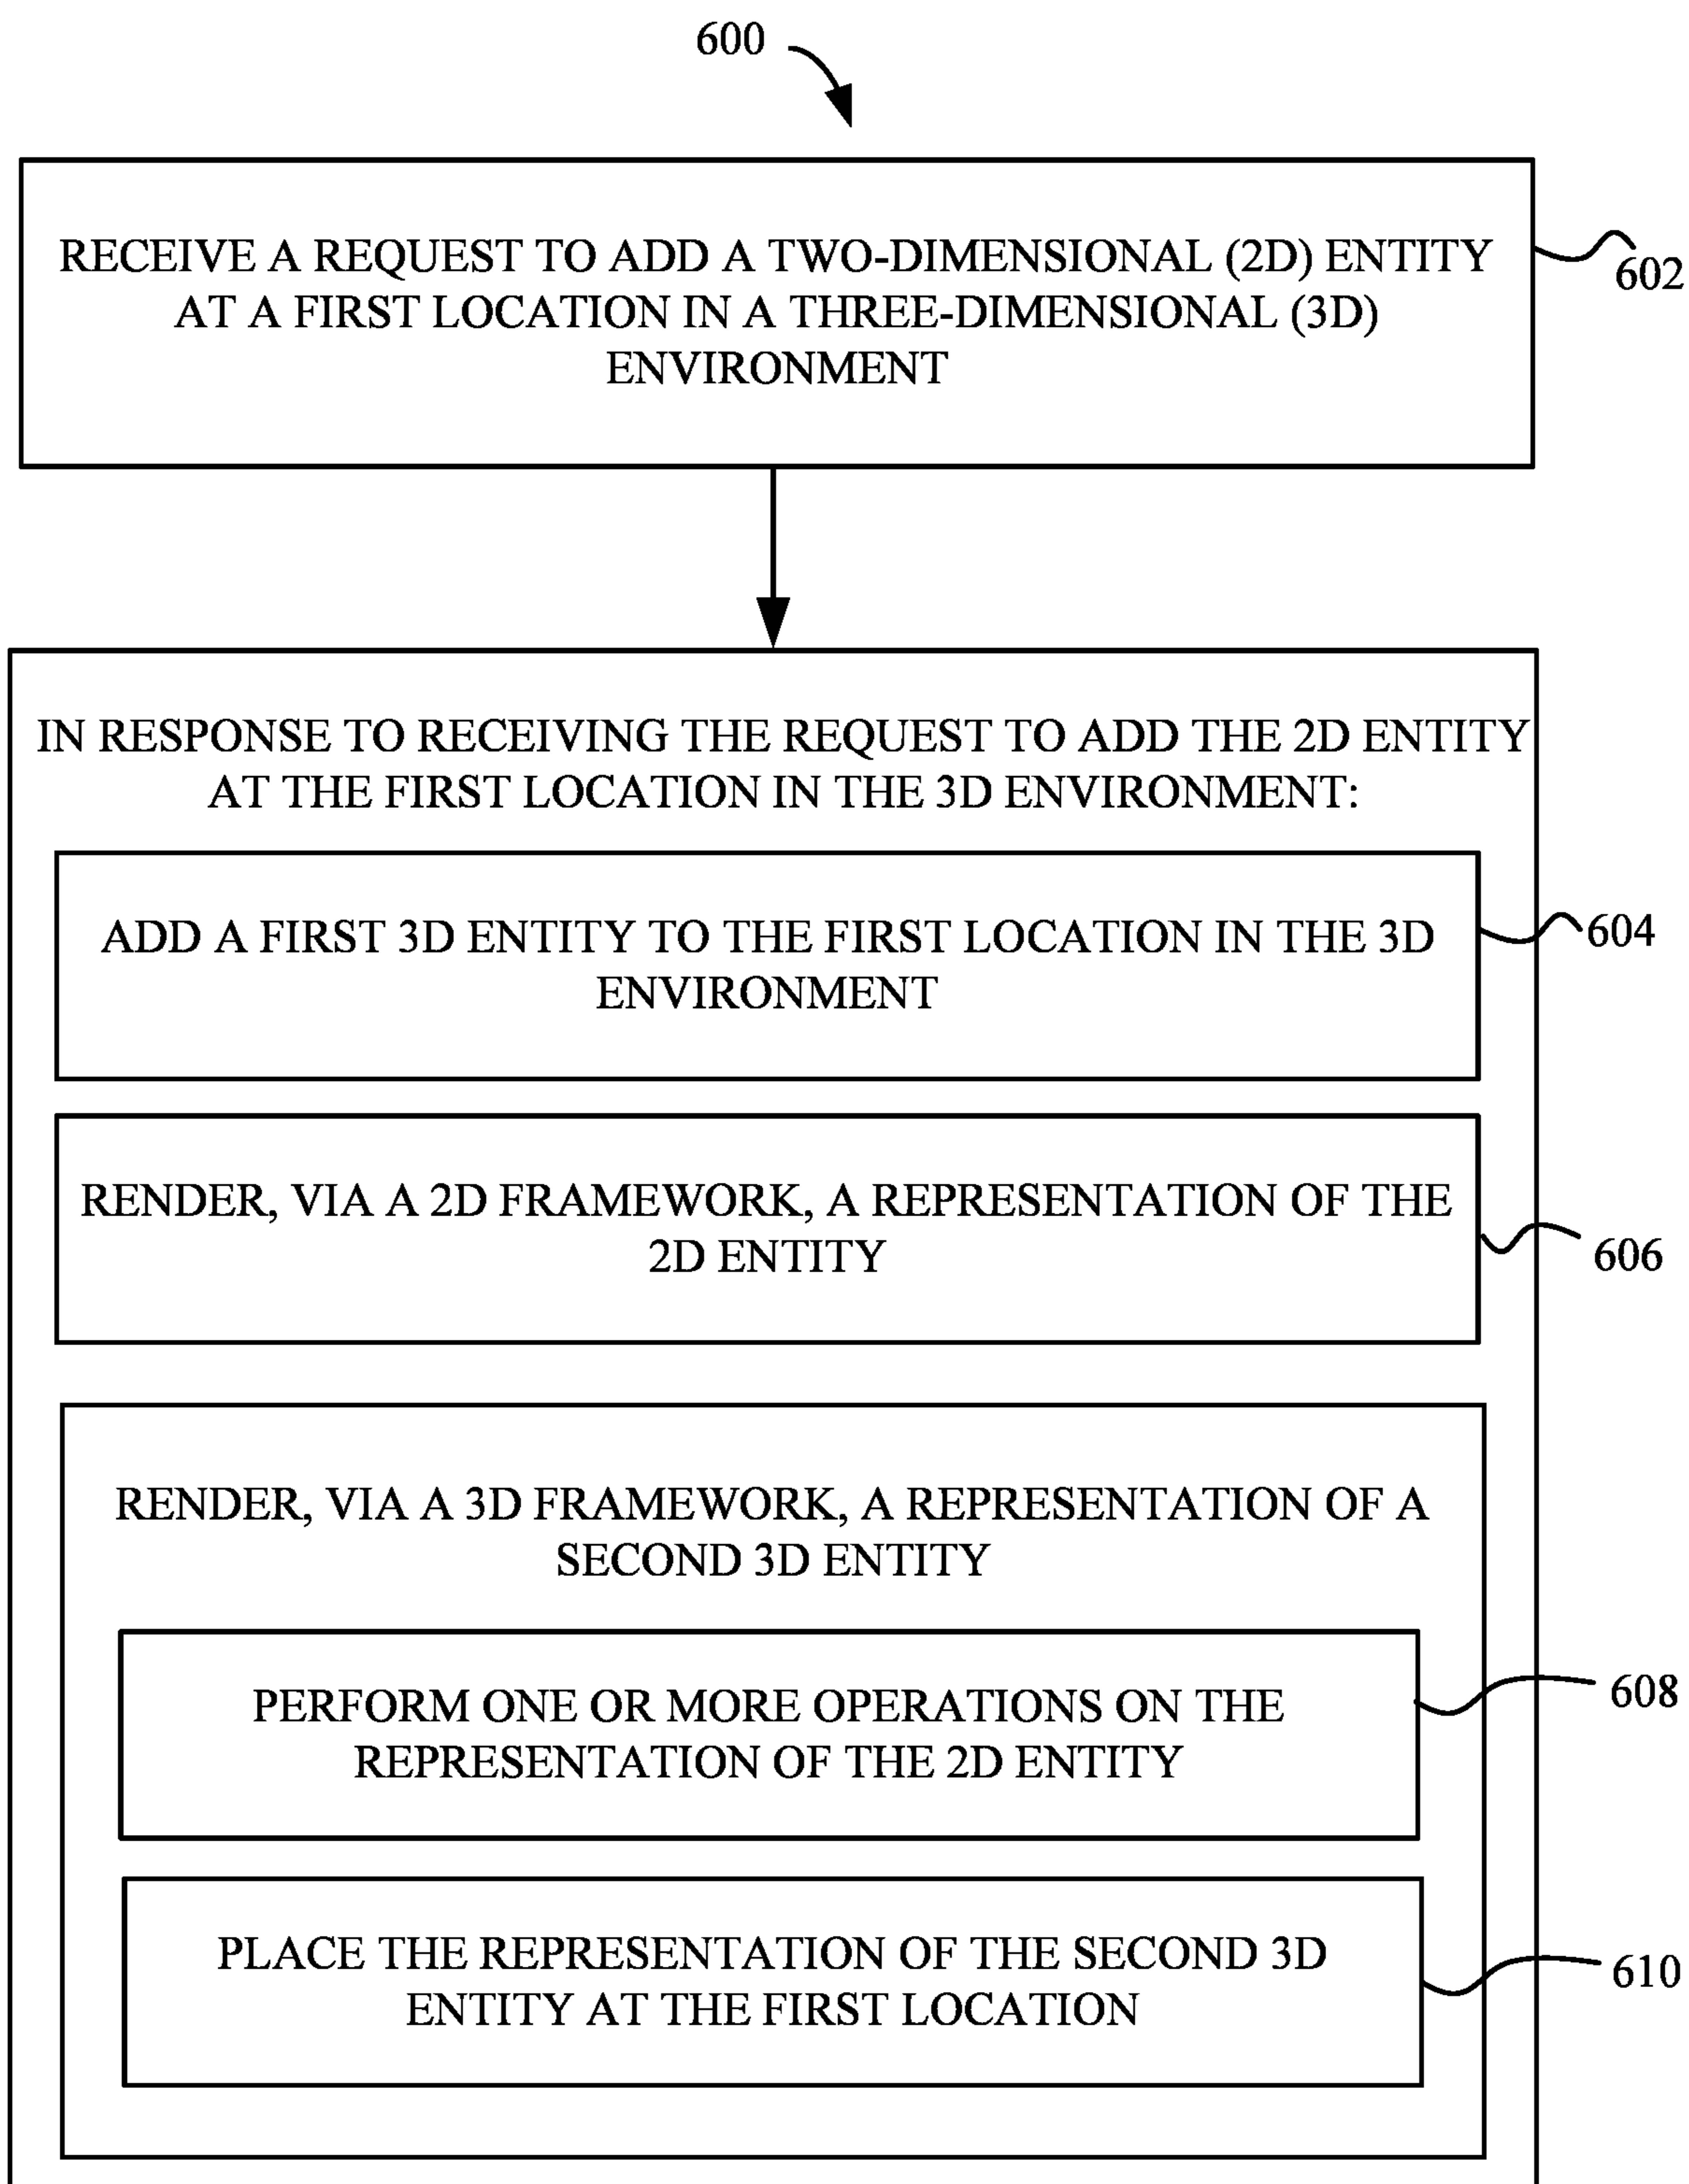 600
RECEIVE A REQUEST TO ADD A TWO-DIMENSIONAL (2D) ENTITY
AT A FIRST LOCATION IN A THREE-DIMENSIONAL (3D)
ENVIRONMENT
602
IN RESPONSE TO RECEIVING THE REQUEST TO ADD THE 2D ENTITY
AT THE FIRST LOCATION IN THE 3D ENVIRONMENT:
ADD A FIRST 3D ENTITY TO THE FIRST LOCATION IN THE 3D
ENVIRONMENT
604
RENDER, VIA A 2D FRAMEWORK, A REPRESENTATION OF THE
2D ENTITY
606
RENDER, VIA A 3D FRAMEWORK, A REPRESENTATION OF A
SECOND 3D ENTITY
PERFORM ONE OR MORE OPERATIONS ON THE
REPRESENTATION OF THE 2D ENTITY
608
PLACE THE REPRESENTATION OF THE SECOND 3D
ENTITY AT THE FIRST LOCATION
610